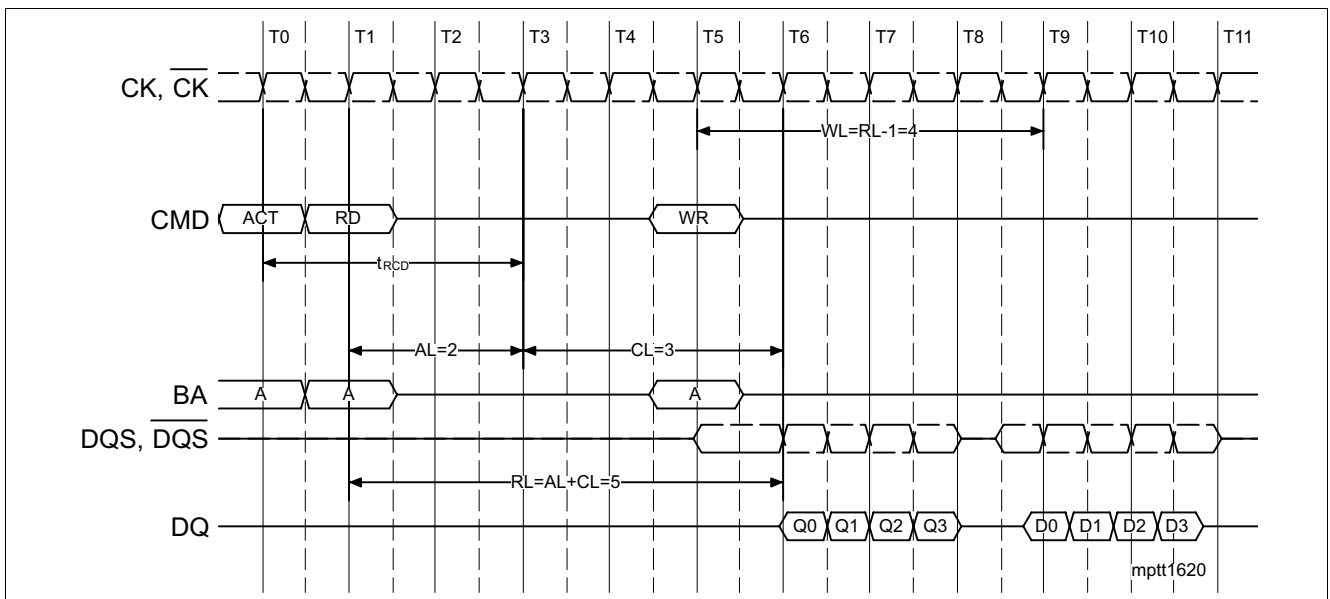 T0 T1 T2 T3 T4 T5 T6 T7 T8 T9 T10 T11
CK, C̅K̅
WL=RL-1=4
CMD ACT RD WR
tRCD
AL=2 CL=3
BA A A A
DQS, D̅Q̅S̅
RL=AL+CL=5
DQ Q0 Q1 Q2 Q3 D0 D1 D2 D3
mptt1620